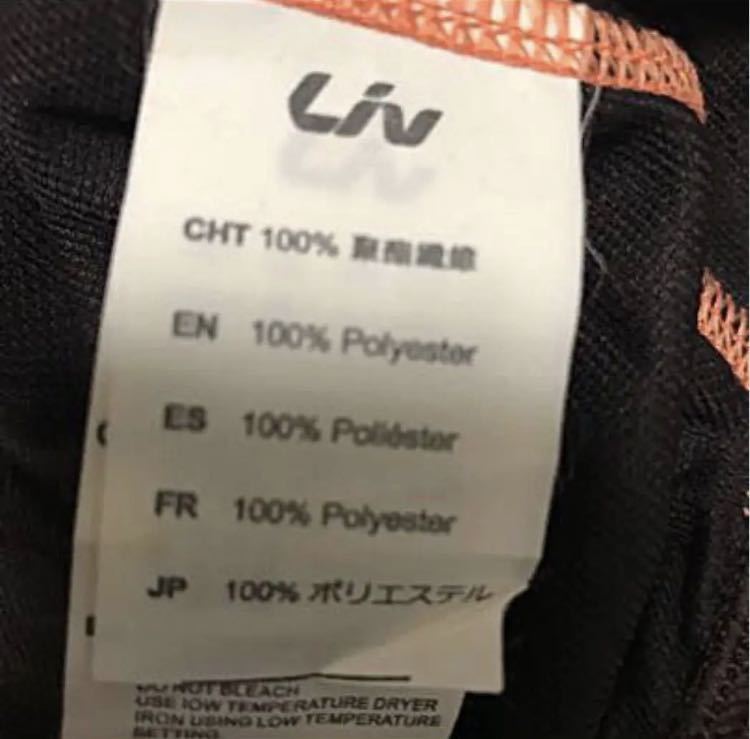 Liv
CHT 100% 聚酯纖維
EN 100% Polyester
ES 100% Poliéster
FR 100% Polyester
JP 100% ポリエステル
DO NOT BLEACH
USE LOW TEMPERATURE DRYER
IRON USING LOW TEMPERATURE
SETTING